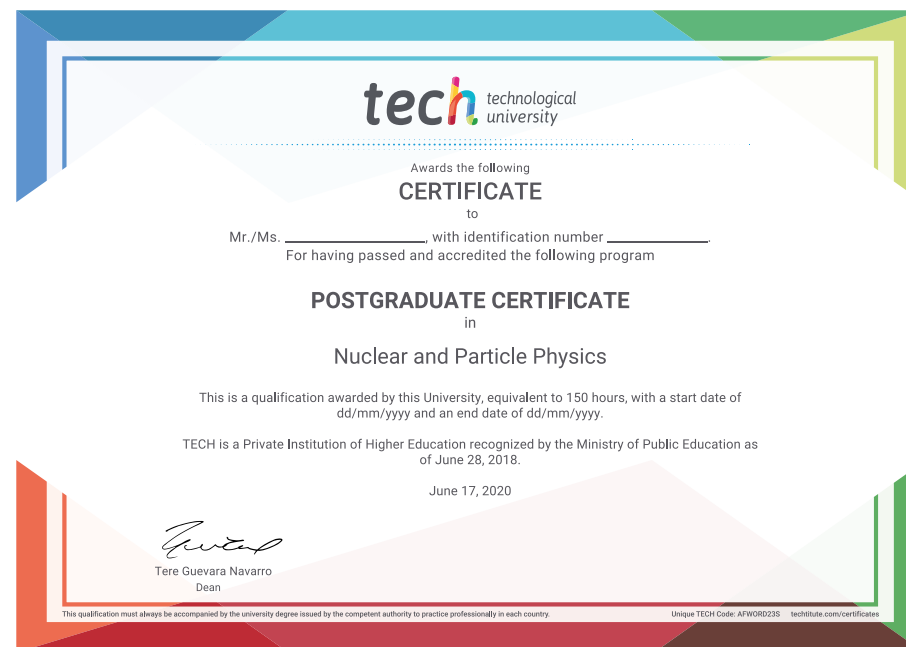 tech technological
university
Awards the following
CERTIFICATE
to
Mr./Ms. ____________________, with identification number ______________.
For having passed and accredited the following program
POSTGRADUATE CERTIFICATE
in
Nuclear and Particle Physics
This is a qualification awarded by this University, equivalent to 150 hours, with a start date of
dd/mm/yyyy and an end date of dd/mm/yyyy.
TECH is a Private Institution of Higher Education recognized by the Ministry of Public Education as
of June 28, 2018.
June 17, 2020
Tere Guevara Navarro
Dean
This qualification must always be accompanied by the university degree issued by the competent authority to practice professionally in each country. Unique TECH Code: AFWORD23S techtitute.com/certificates